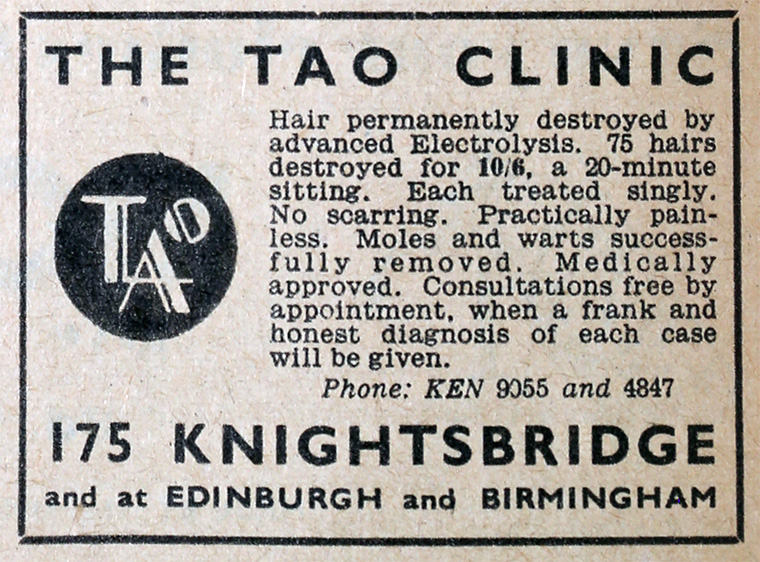 THE TAO CLINIC
TAO
Hair permanently destroyed by
advanced Electrolysis. 75 hairs
destroyed for 10/6, a 20-minute
sitting. Each treated singly.
No scarring. Practically pain-
less. Moles and warts success-
fully removed. Medically
approved. Consultations free by
appointment, when a frank and
honest diagnosis of each case
will be given.
Phone: KEN 9055 and 4847
175 KNIGHTSBRIDGE
and at EDINBURGH and BIRMINGHAM